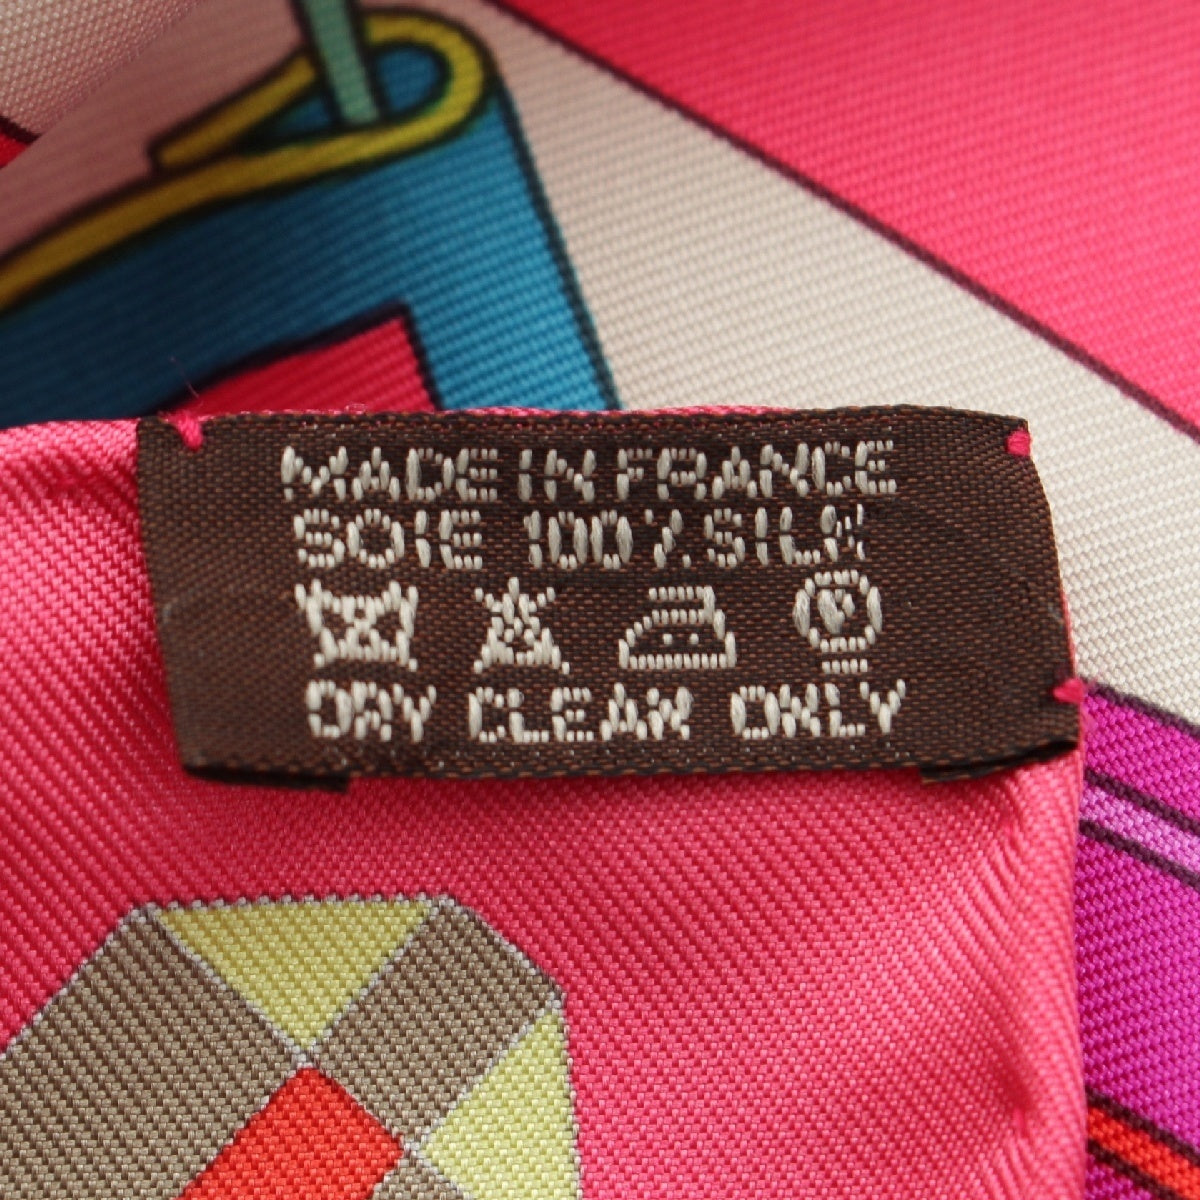 MADE IN FRANCE
SOIE 100% SILK
DRY CLEAN ONLY